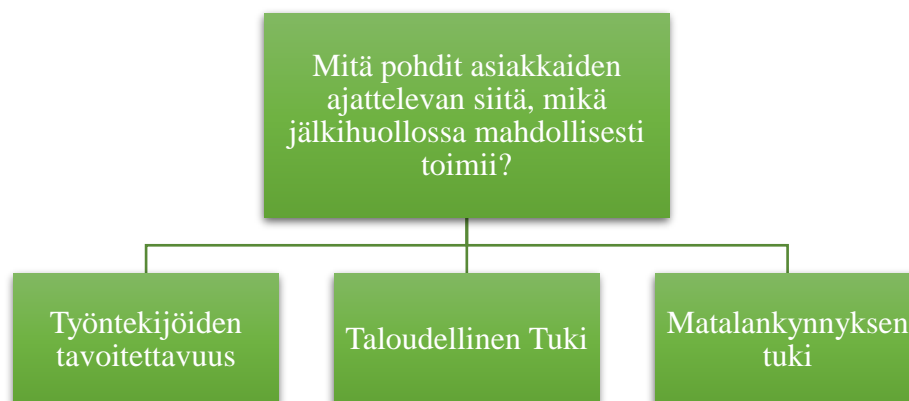 Mitä pohdit asiakkaiden
ajattelevan siitä, mikä
jälkihuollossa mahdollisesti
toimii?
Työntekijöiden
tavoitettavuus
Taloudellinen Tuki
Matalankynnyksen
tuki